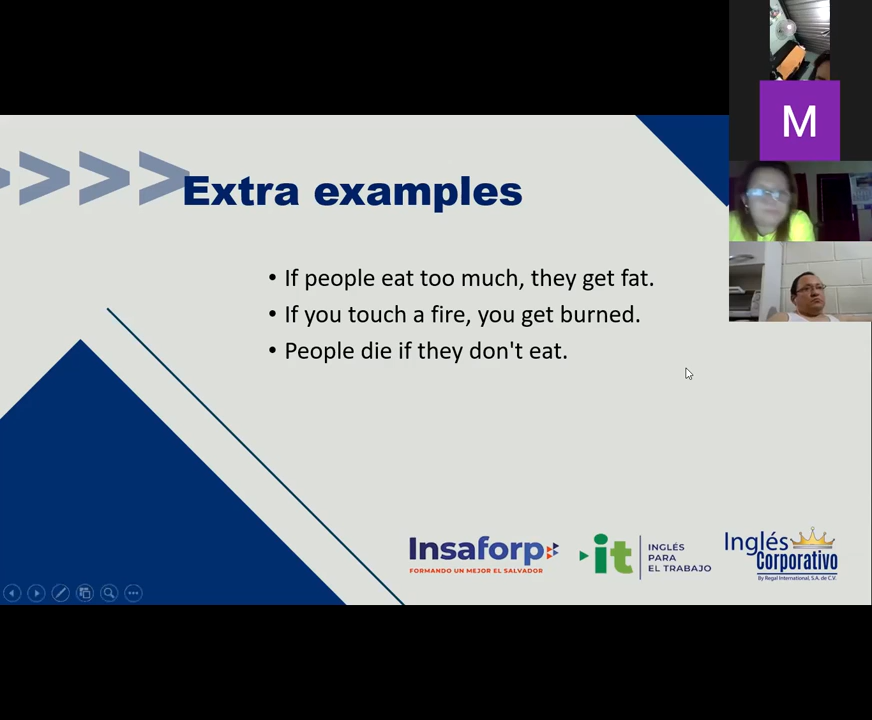 M
>>>>
Extra examples
• If people eat too much, they get fat.
• If you touch a fire, you get burned.
• People die if they don't eat.
Insaforp
FORMANDO UN MEJOR EL SALVADOR
it
INGLÉS
PARA
EL TRABAJO
Inglés
Corporativo
By Regal International, S.A. de C.V.